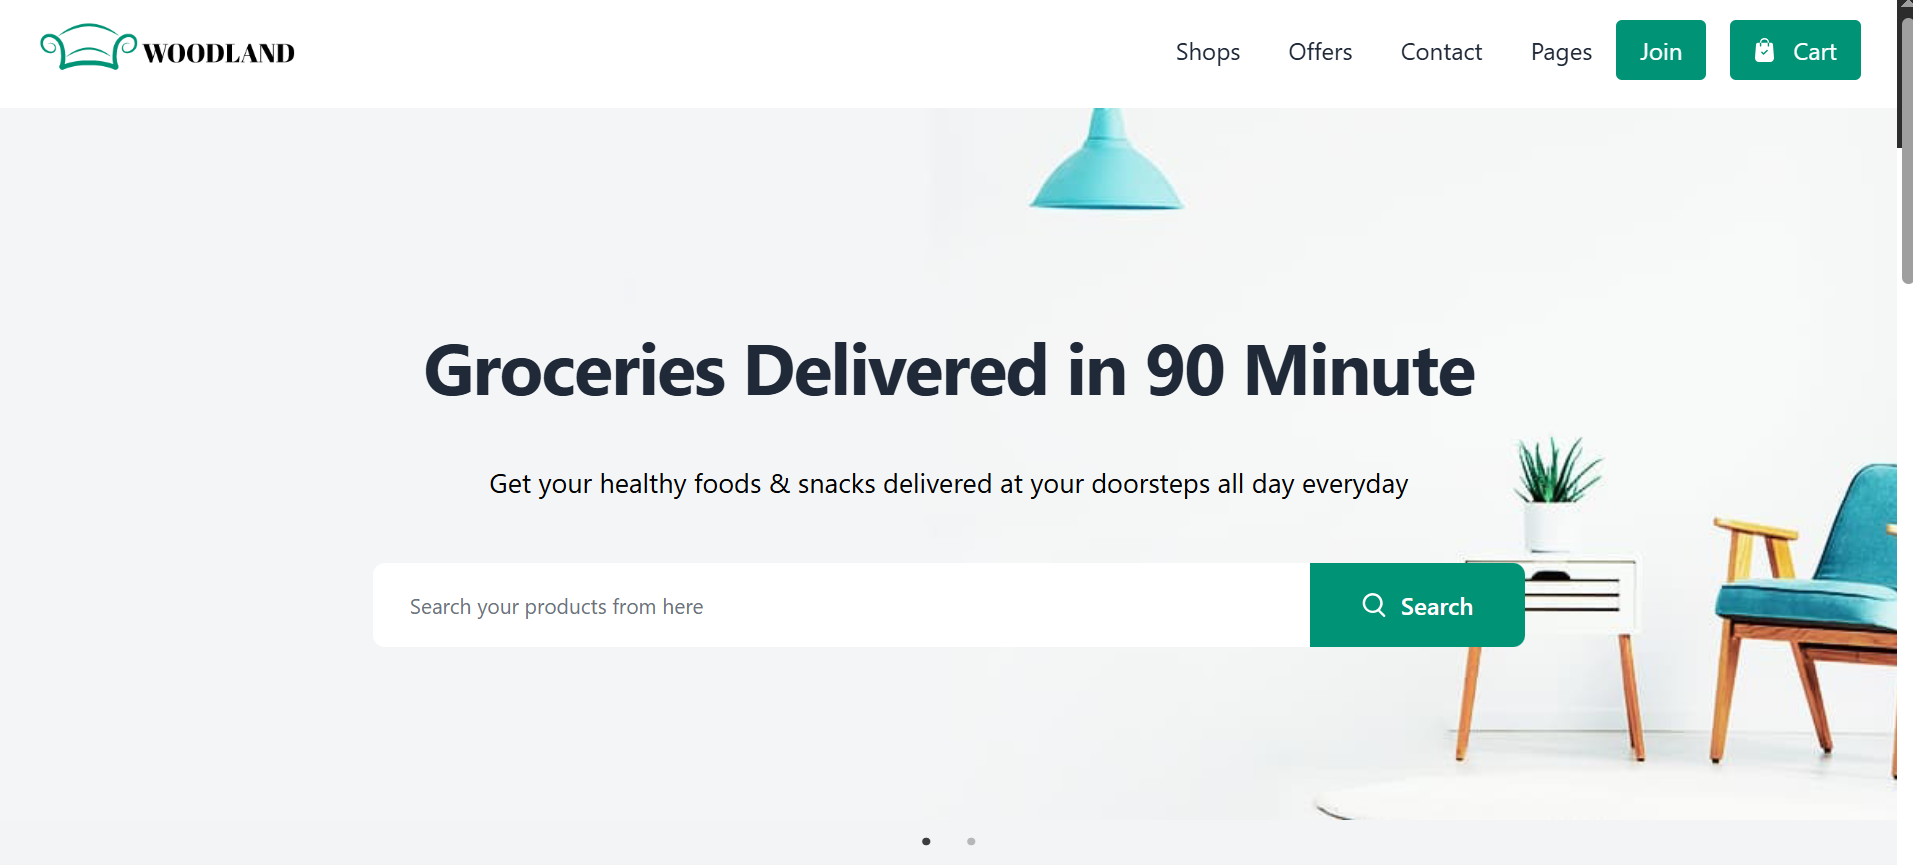 WOODLAND
Shops Offers Contact Pages Join Cart
Groceries Delivered in 90 Minute
Get your healthy foods & snacks delivered at your doorsteps all day everyday
Search your products from here Search